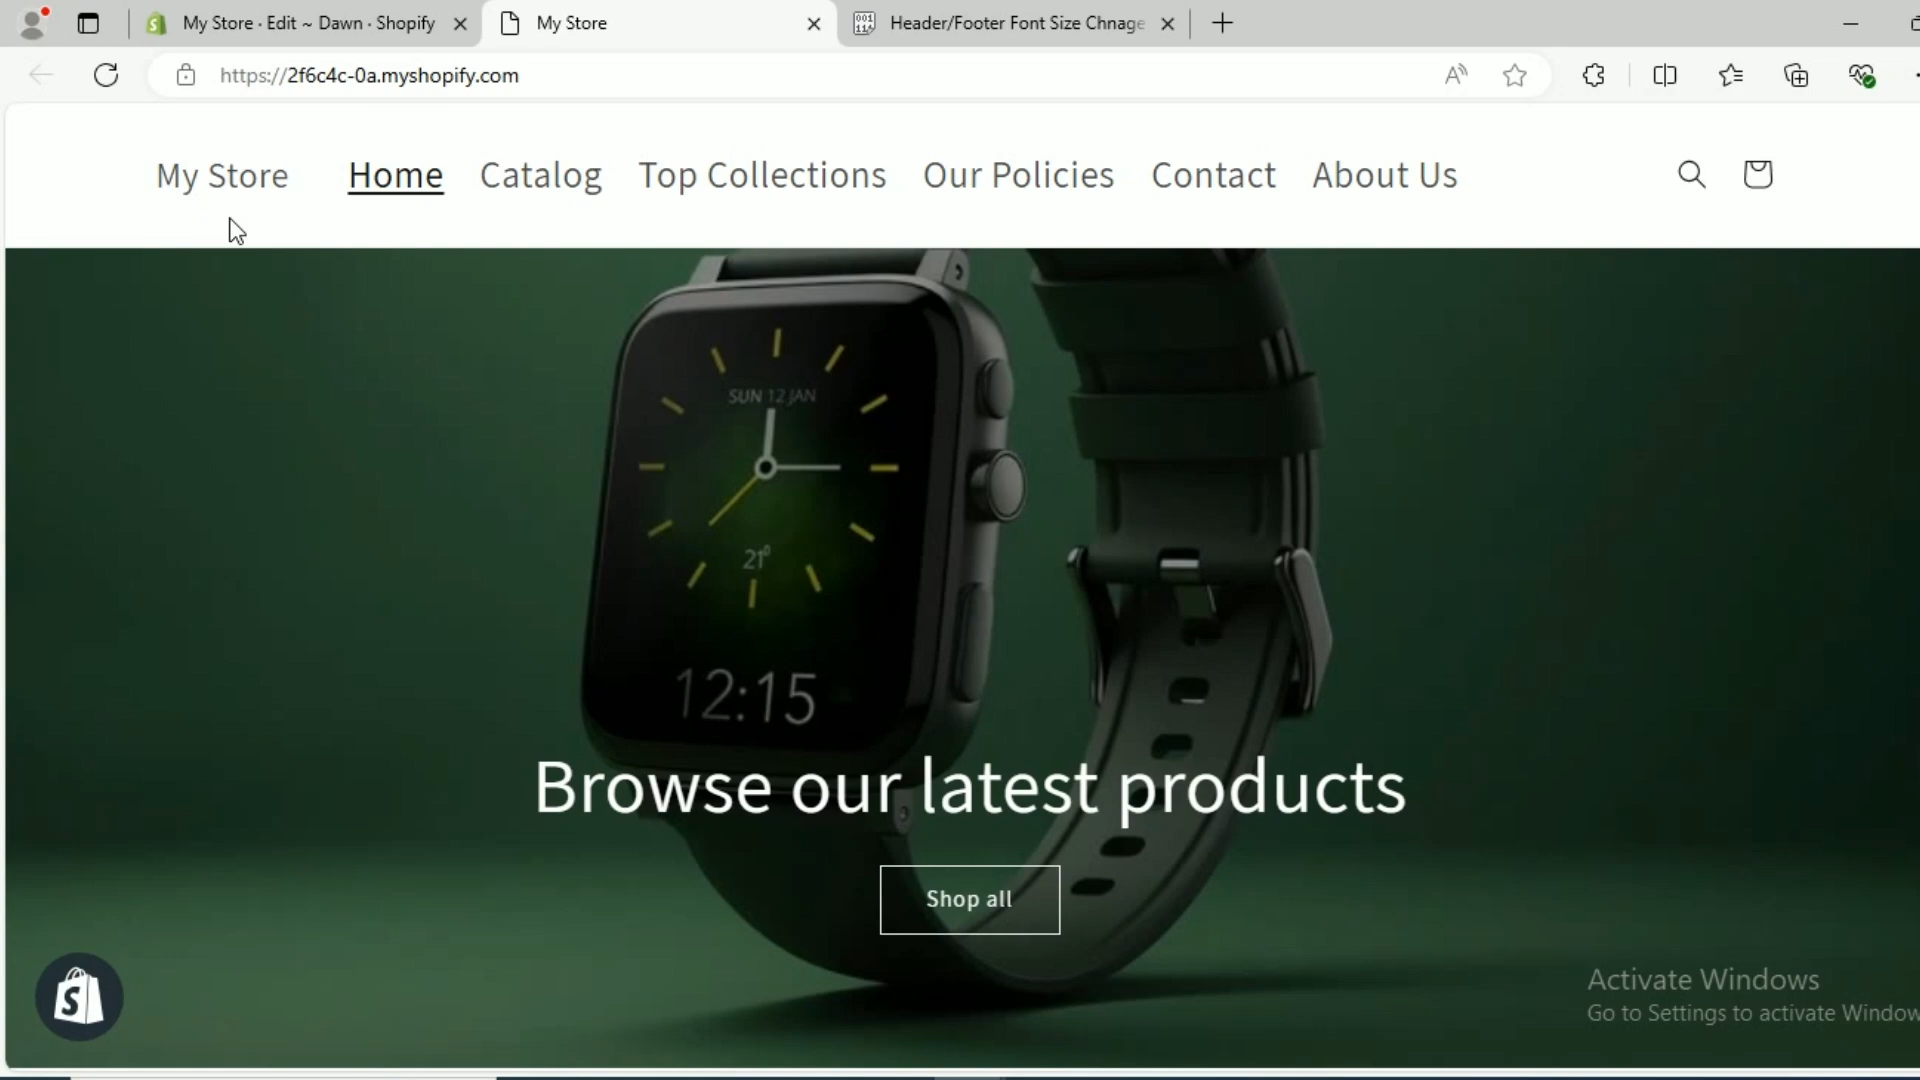 My Store · Edit ~ Dawn · Shopify
My Store
Header/Footer Font Size Chnage
https://2f6c4c-0a.myshopify.com
My Store
Home
Catalog
Top Collections
Our Policies
Contact
About Us
SUN 12 JAN
21°
12:15
Browse our latest products
Shop all
Activate Windows
Go to Settings to activate Window